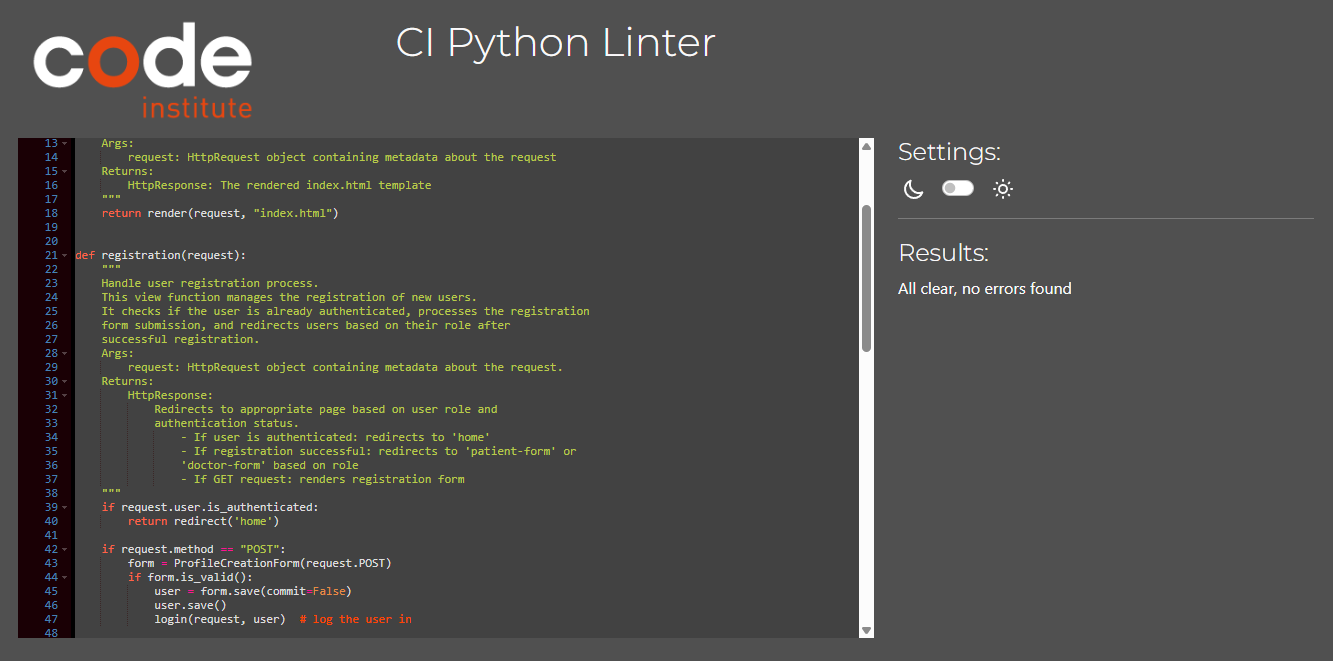 code
institute
CI Python Linter
13 Args:
14 request: HttpRequest object containing metadata about the request
15 Returns:
16 HttpResponse: The rendered index.html template
17 """
18 return render(request, "index.html")
19
20
21 def registration(request):
22 """
23 Handle user registration process.
24 This view function manages the registration of new users.
25 It checks if the user is already authenticated, processes the registration
26 form submission, and redirects users based on their role after
27 successful registration.
28 Args:
29 request: HttpRequest object containing metadata about the request.
30 Returns:
31 HttpResponse:
32 Redirects to appropriate page based on user role and
33 authentication status.
34 - If user is authenticated: redirects to 'home'
35 - If registration successful: redirects to 'patient-form' or
36 'doctor-form' based on role
37 - If GET request: renders registration form
38 """
39 if request.user.is_authenticated:
40 return redirect('home')
41
42 if request.method == "POST":
43 form = ProfileCreationForm(request.POST)
44 if form.is_valid():
45 user = form.save(commit=False)
46 user.save()
47 login(request, user)  # log the user in
48
Settings:
Results:
All clear, no errors found